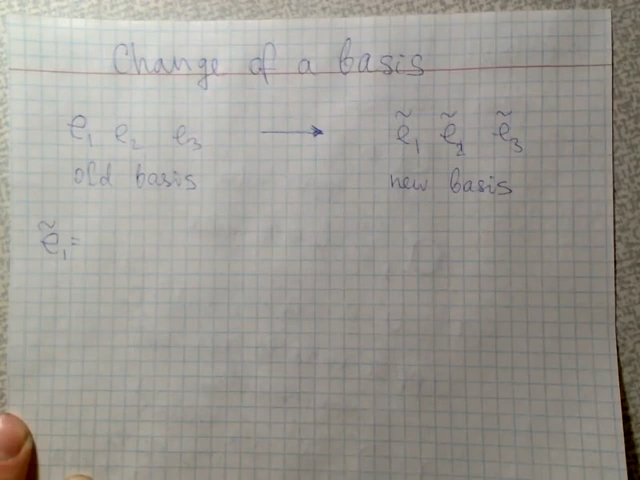 Change of a basis
e₁ e₂ e₃ → ẽ₁ ẽ₂ ẽ₃
old basis new basis
ẽ₁=